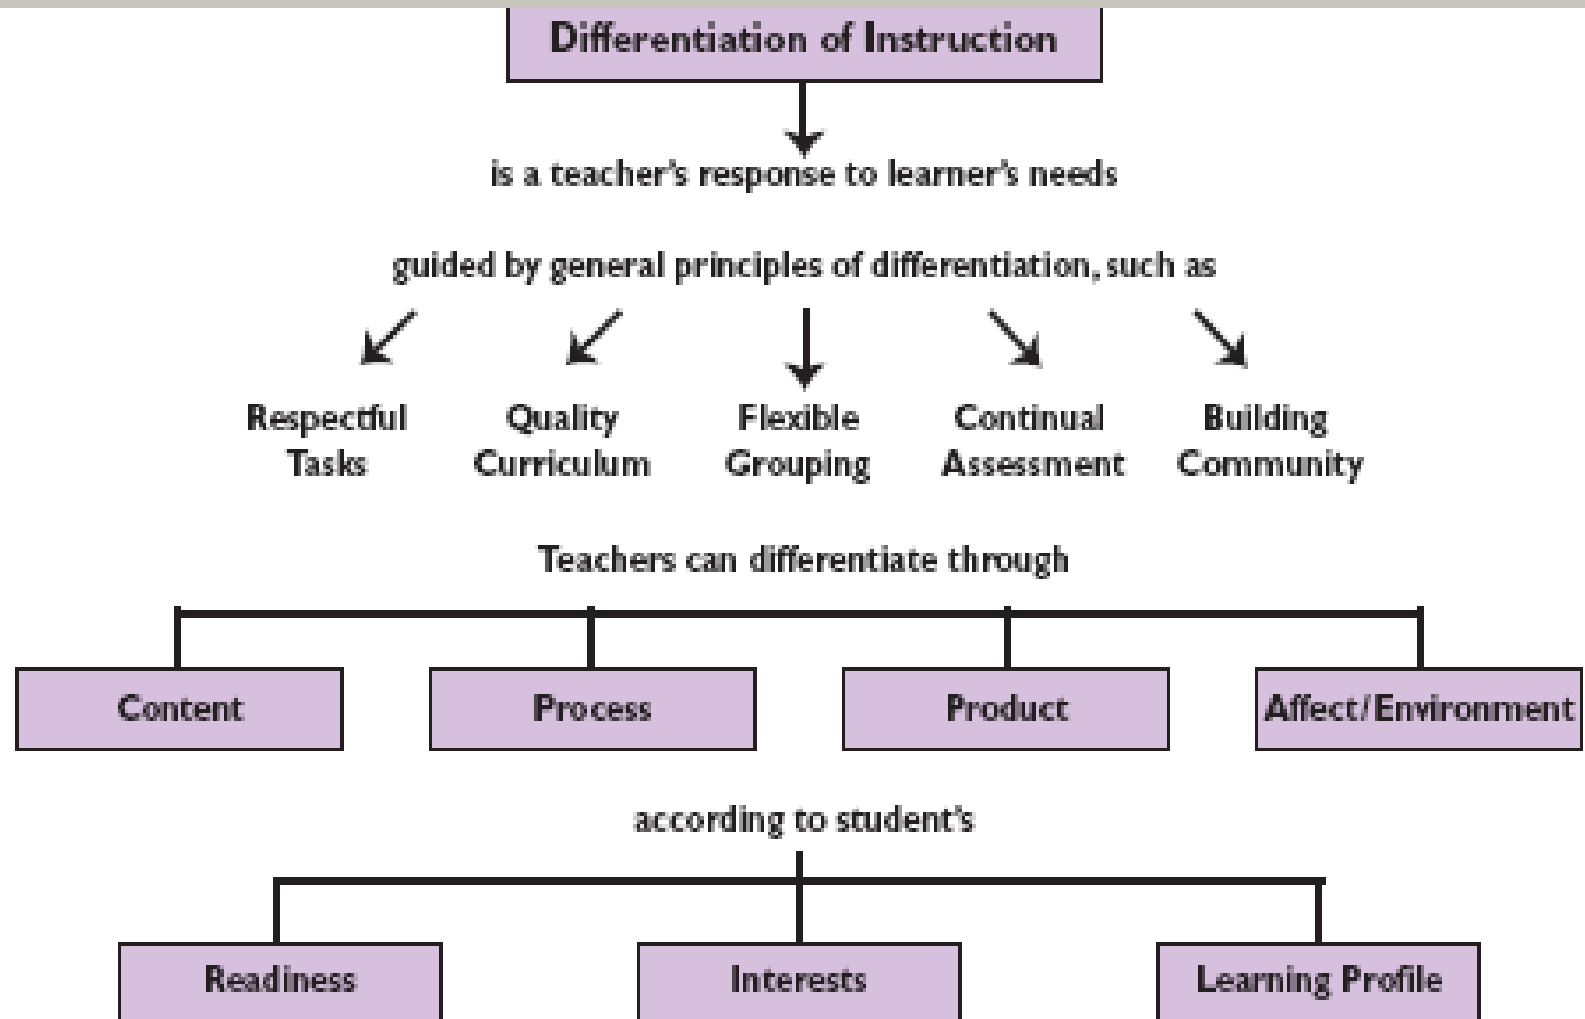 Differentiation of Instruction
is a teacher's response to learner's needs
guided by general principles of differentiation, such as
Respectful Tasks
Quality Curriculum
Flexible Grouping
Continual Assessment
Building Community
Teachers can differentiate through
Content
Process
Product
Affect/Environment
according to student's
Readiness
Interests
Learning Profile